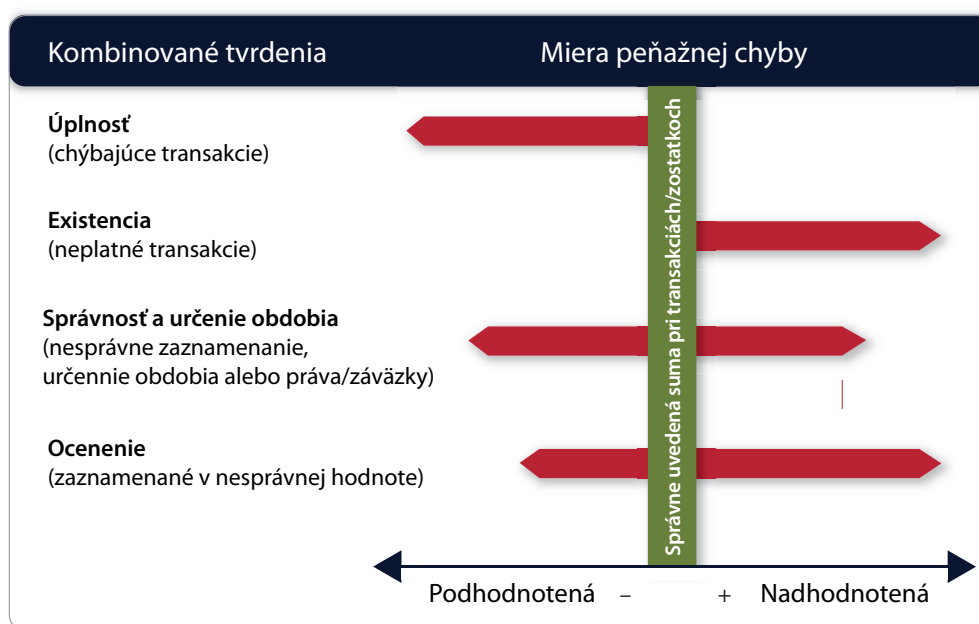 Kombinované tvrdenia
Miera peňažnej chyby
Úplnosť
(chýbajúce transakcie)
Existencia
(neplatné transakcie)
Správnosť a určenie obdobia
(nesprávne zaznamenanie,
určennie obdobia alebo práva/záväzky)
Ocenenie
(zaznamenané v nesprávnej hodnote)
Správne uvedená suma pri transakciách/zostatkoch
Podhodnotená –
+ Nadhodnotená